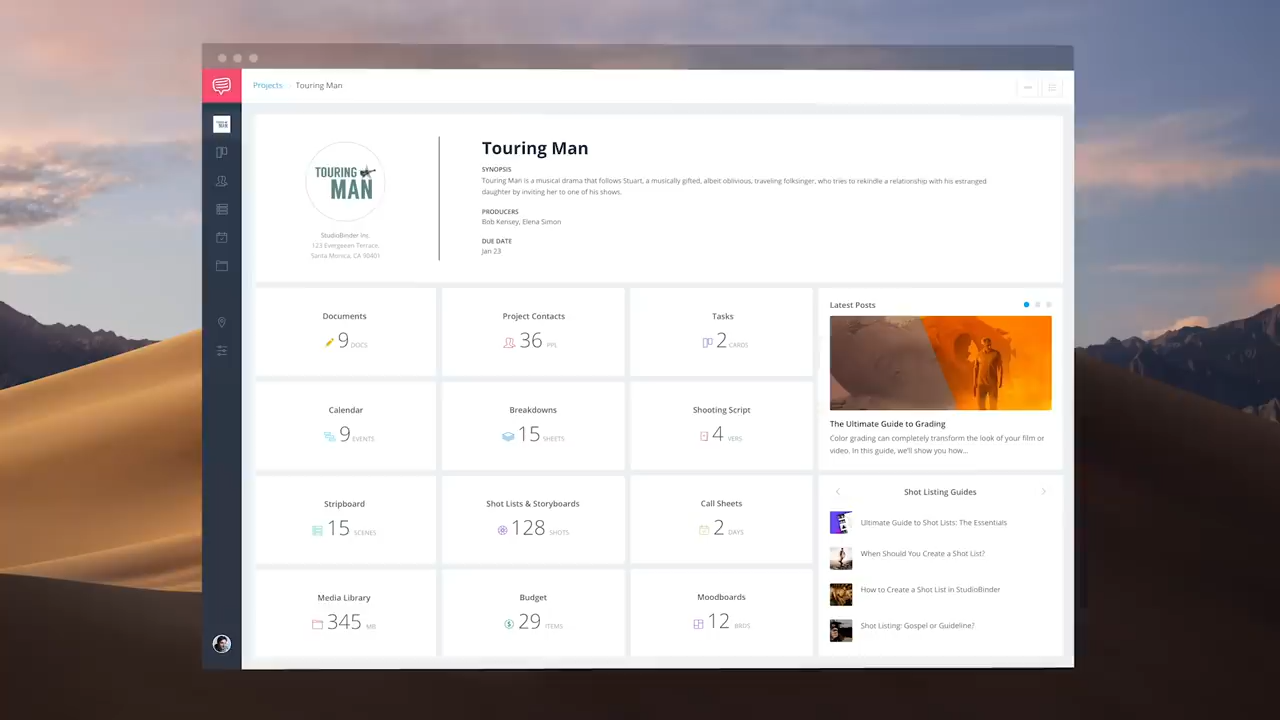 Projects Touring Man
TOURING
MAN
StudioBinder Inc.
123 Evergeeen Terrace,
Santa Monica, CA 90401
Touring Man
SYNOPSIS
Touring Man is a musical drama that follows Stuart, a musically gifted, albeit oblivious, traveling folksinger, who tries to rekindle a relationship with his estranged
daughter by inviting her to one of his shows.
PRODUCERS
Bob Kensey, Elena Simon
DUE DATE
Jan 23
Documents
9 DOCS
Project Contacts
36 PPL
Tasks
2 CARDS
Calendar
9 EVENTS
Breakdowns
15 SHEETS
Shooting Script
4 VERS
Stripboard
15 SCENES
Shot Lists & Storyboards
128 SHOTS
Call Sheets
2 DAYS
Media Library
345 MB
Budget
29 ITEMS
Moodboards
12 BRDS
Latest Posts
The Ultimate Guide to Grading
Color grading can completely transform the look of your film or
video. In this guide, we'll show you how...
Shot Listing Guides
Ultimate Guide to Shot Lists: The Essentials
When Should You Create a Shot List?
How to Create a Shot List in StudioBinder
Shot Listing: Gospel or Guideline?